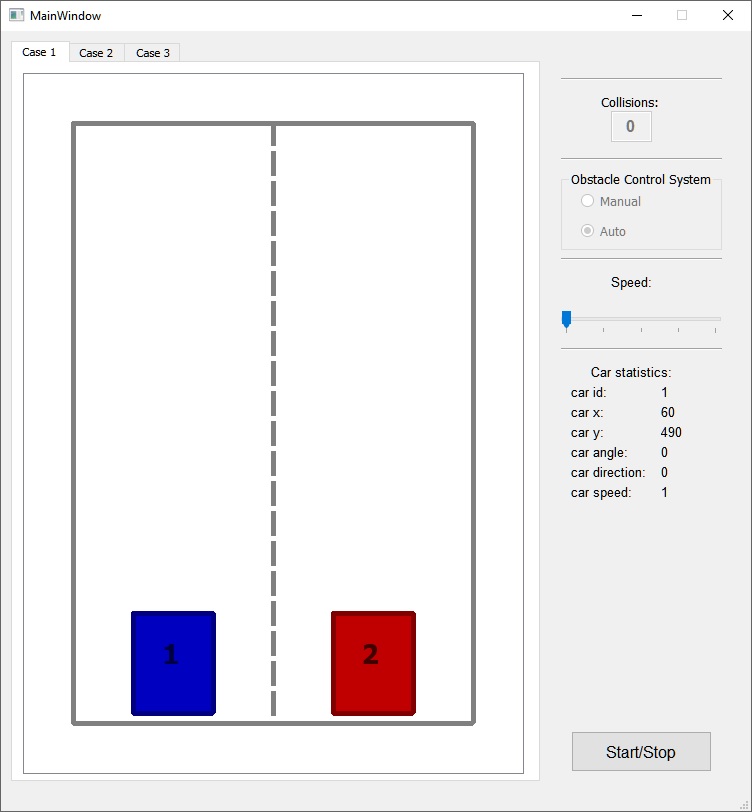 MainWindow
Case 1 Case 2 Case 3
Collisions:
0
Obstacle Control System
Manual
Auto
Speed:
Car statistics:
car id: 1
car x: 60
car y: 490
car angle: 0
car direction: 0
car speed: 1
1 2
Start/Stop